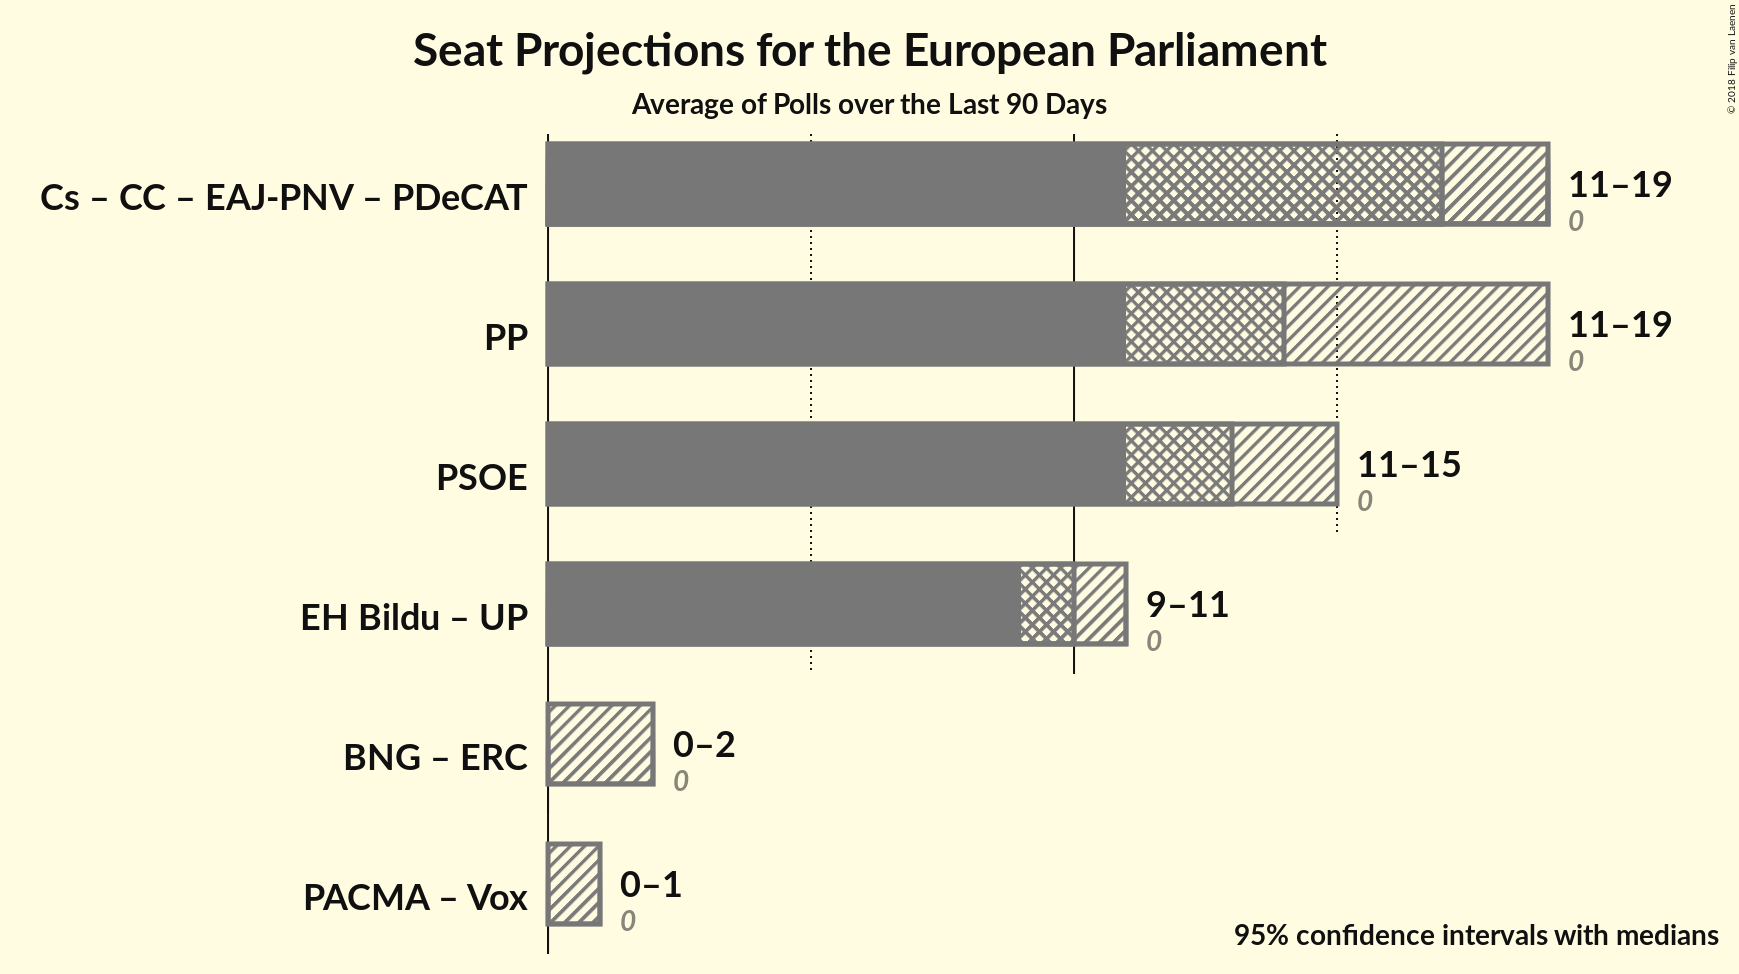 Seat Projections for the European Parliament
Average of Polls over the Last 90 Days
© 2018 Filip van Laenen
Cs – CC – EAJ-PNV – PDeCAT
11–19
0
PP
11–19
0
PSOE
11–15
0
EH Bildu – UP
9–11
0
BNG – ERC
0–2
0
PACMA – Vox
0–1
0
95% confidence intervals with medians